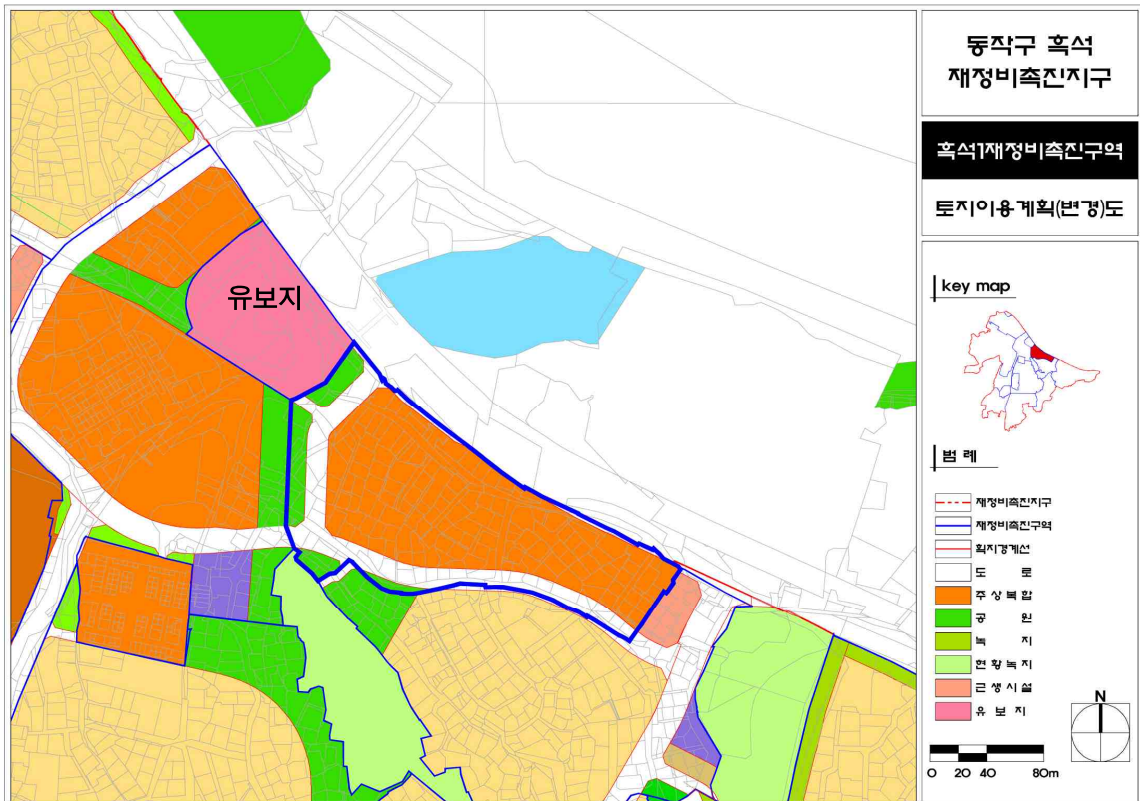 동작구 흑석
재정비촉진지구
흑석1재정비촉진구역
토지이용계획(변경)도
유보지
key map
범 례
재정비촉진지구
재정비촉진구역
획지경계선
도 로
주상복합
공 원
녹 지
현황녹지
근생시설
유 보 지
N
0 20 40 80m